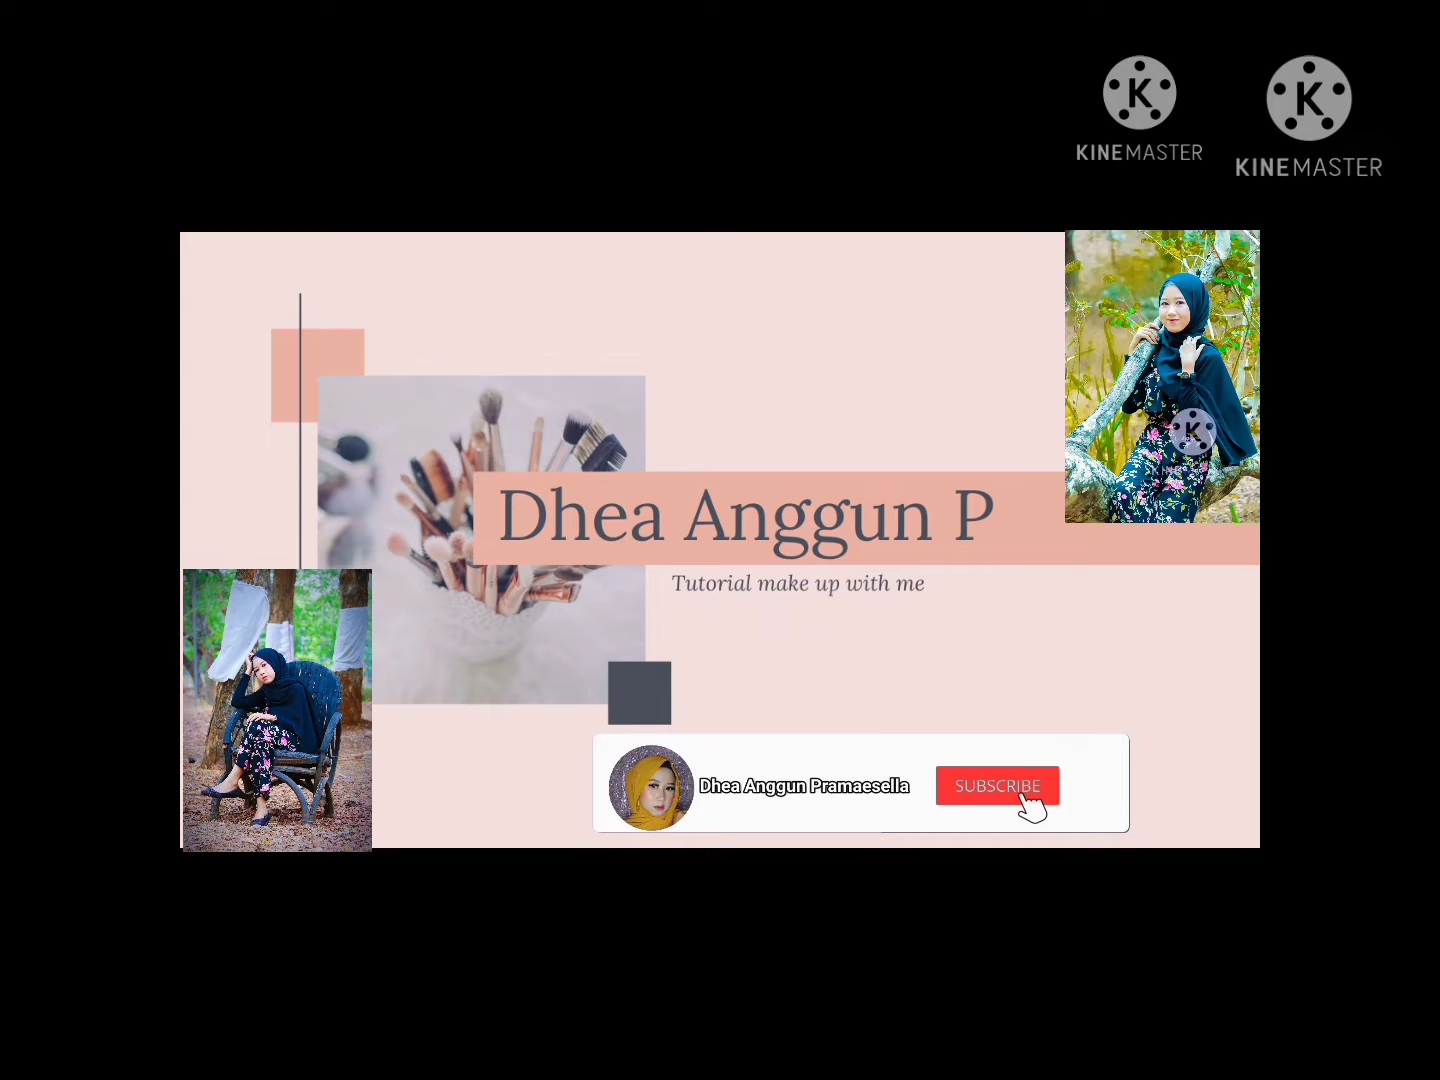 KINEMASTER
KINEMASTER
Dhea Anggun P
Tutorial make up with me
Dhea Anggun Pramaesella
SUBSCRIBE